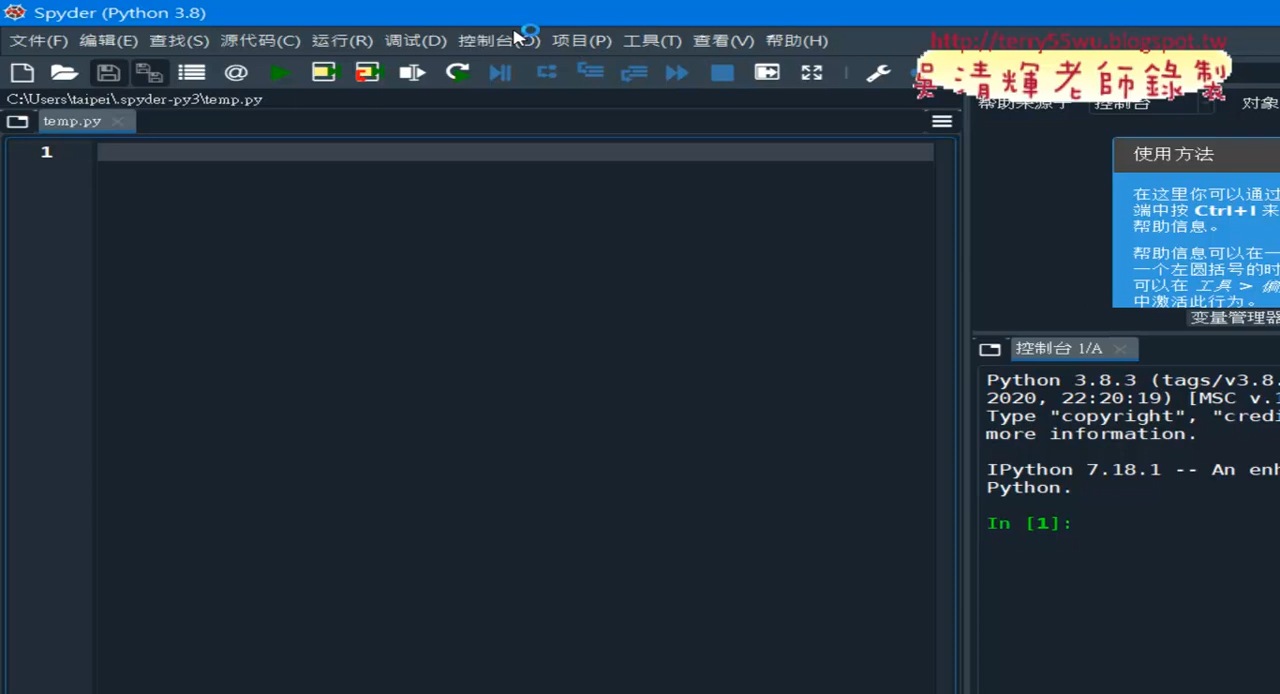 Spyder (Python 3.8)
文件(F) 编辑(E) 查找(S) 源代码(C) 运行(R) 调试(D) 控制台(O) 项目(P) 工具(T) 查看(V) 帮助(H)
http://terry55wu.blogspot.tw
吳清輝老師錄製
C:\Users\taipei\.spyder-py3\temp.py
帮助来源于 控制台 对象
temp.py
1
使用方法
在这里你可以通过
端中按 Ctrl+I 来
帮助信息。
帮助信息可以在一
一个左圆括号的时
可以在 工具 > 偏
中激活此行为。
变量管理器
控制台 1/A
Python 3.8.3 (tags/v3.8.
2020, 22:20:19) [MSC v.1
Type "copyright", "credi
more information.
IPython 7.18.1 -- An enh
Python.
In [1]: